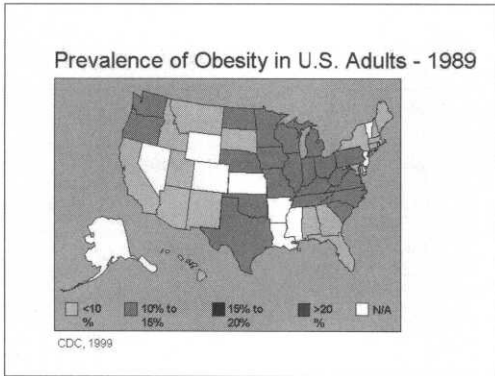 Prevalence of Obesity in U.S. Adults - 1989
<10 10% to 15% to >20 N/A
% 15% 20% %
CDC, 1999